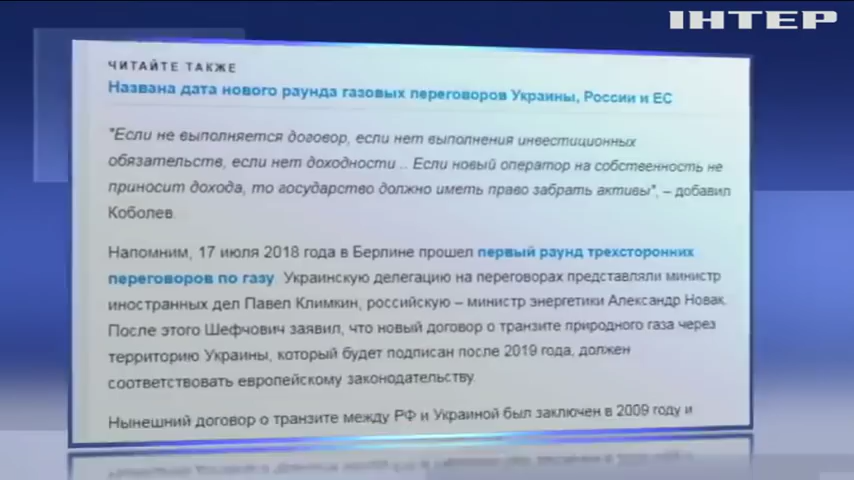 ІНТЕР
ЧИТАЙТЕ ТАКЖЕ
Названа дата нового раунда газовых переговоров Украины, России и ЕС
"Если не выполняется договор, если нет выполнения инвестиционных
обязательств, если нет доходности... Если новый оператор на собственность не
приносит дохода, то государство должно иметь право забрать активы", – добавил
Коболев.
Напомним, 17 июля 2018 года в Берлине прошел первый раунд трехсторонних
переговоров по газу. Украинскую делегацию на переговорах представляли министр
иностранных дел Павел Климкин, российскую – министр энергетики Александр Новак.
После этого Шефчович заявил, что новый договор о транзите природного газа через
территорию Украины, который будет подписан после 2019 года, должен
соответствовать европейскому законодательству.
Нынешний договор о транзите между РФ и Украиной был заключен в 2009 году и